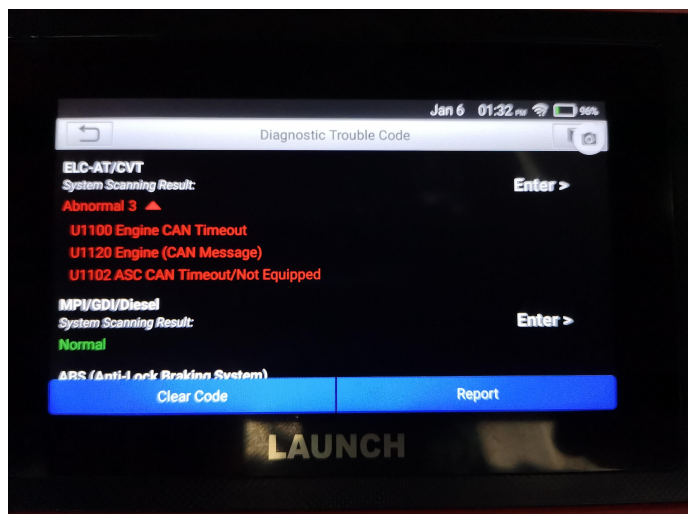 Jan 6 01:32 PM 96%
Diagnostic Trouble Code
ELC-AT/CVT
System Scanning Result:
Enter >
Abnormal 3
U1100 Engine CAN Timeout
U1120 Engine (CAN Message)
U1102 ASC CAN Timeout/Not Equipped
MPI/GDI/Diesel
System Scanning Result:
Enter >
Normal
ABS (Anti-Lock Braking System)
Clear Code
Report
LAUNCH